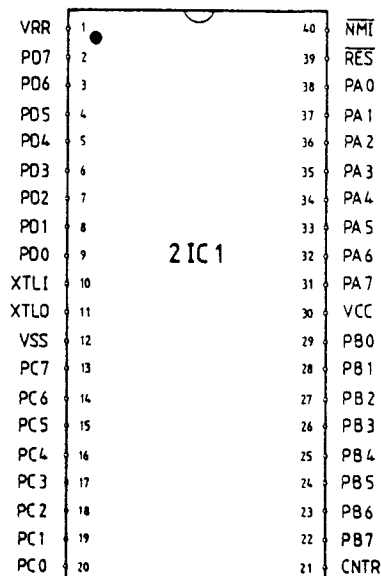 VRR 1 40 NMI
PD7 2 39 RES
PD6 3 38 PA0
PD5 4 37 PA1
PD4 5 36 PA2
PD3 6 35 PA3
PD2 7 34 PA4
PD1 8 33 PA5
PD0 9 2IC1 32 PA6
XTLI 10 31 PA7
XTLO 11 30 VCC
VSS 12 29 PB0
PC7 13 28 PB1
PC6 14 27 PB2
PC5 15 26 PB3
PC4 16 25 PB4
PC3 17 24 PB5
PC2 18 23 PB6
PC1 19 22 PB7
PC0 20 21 CNTR